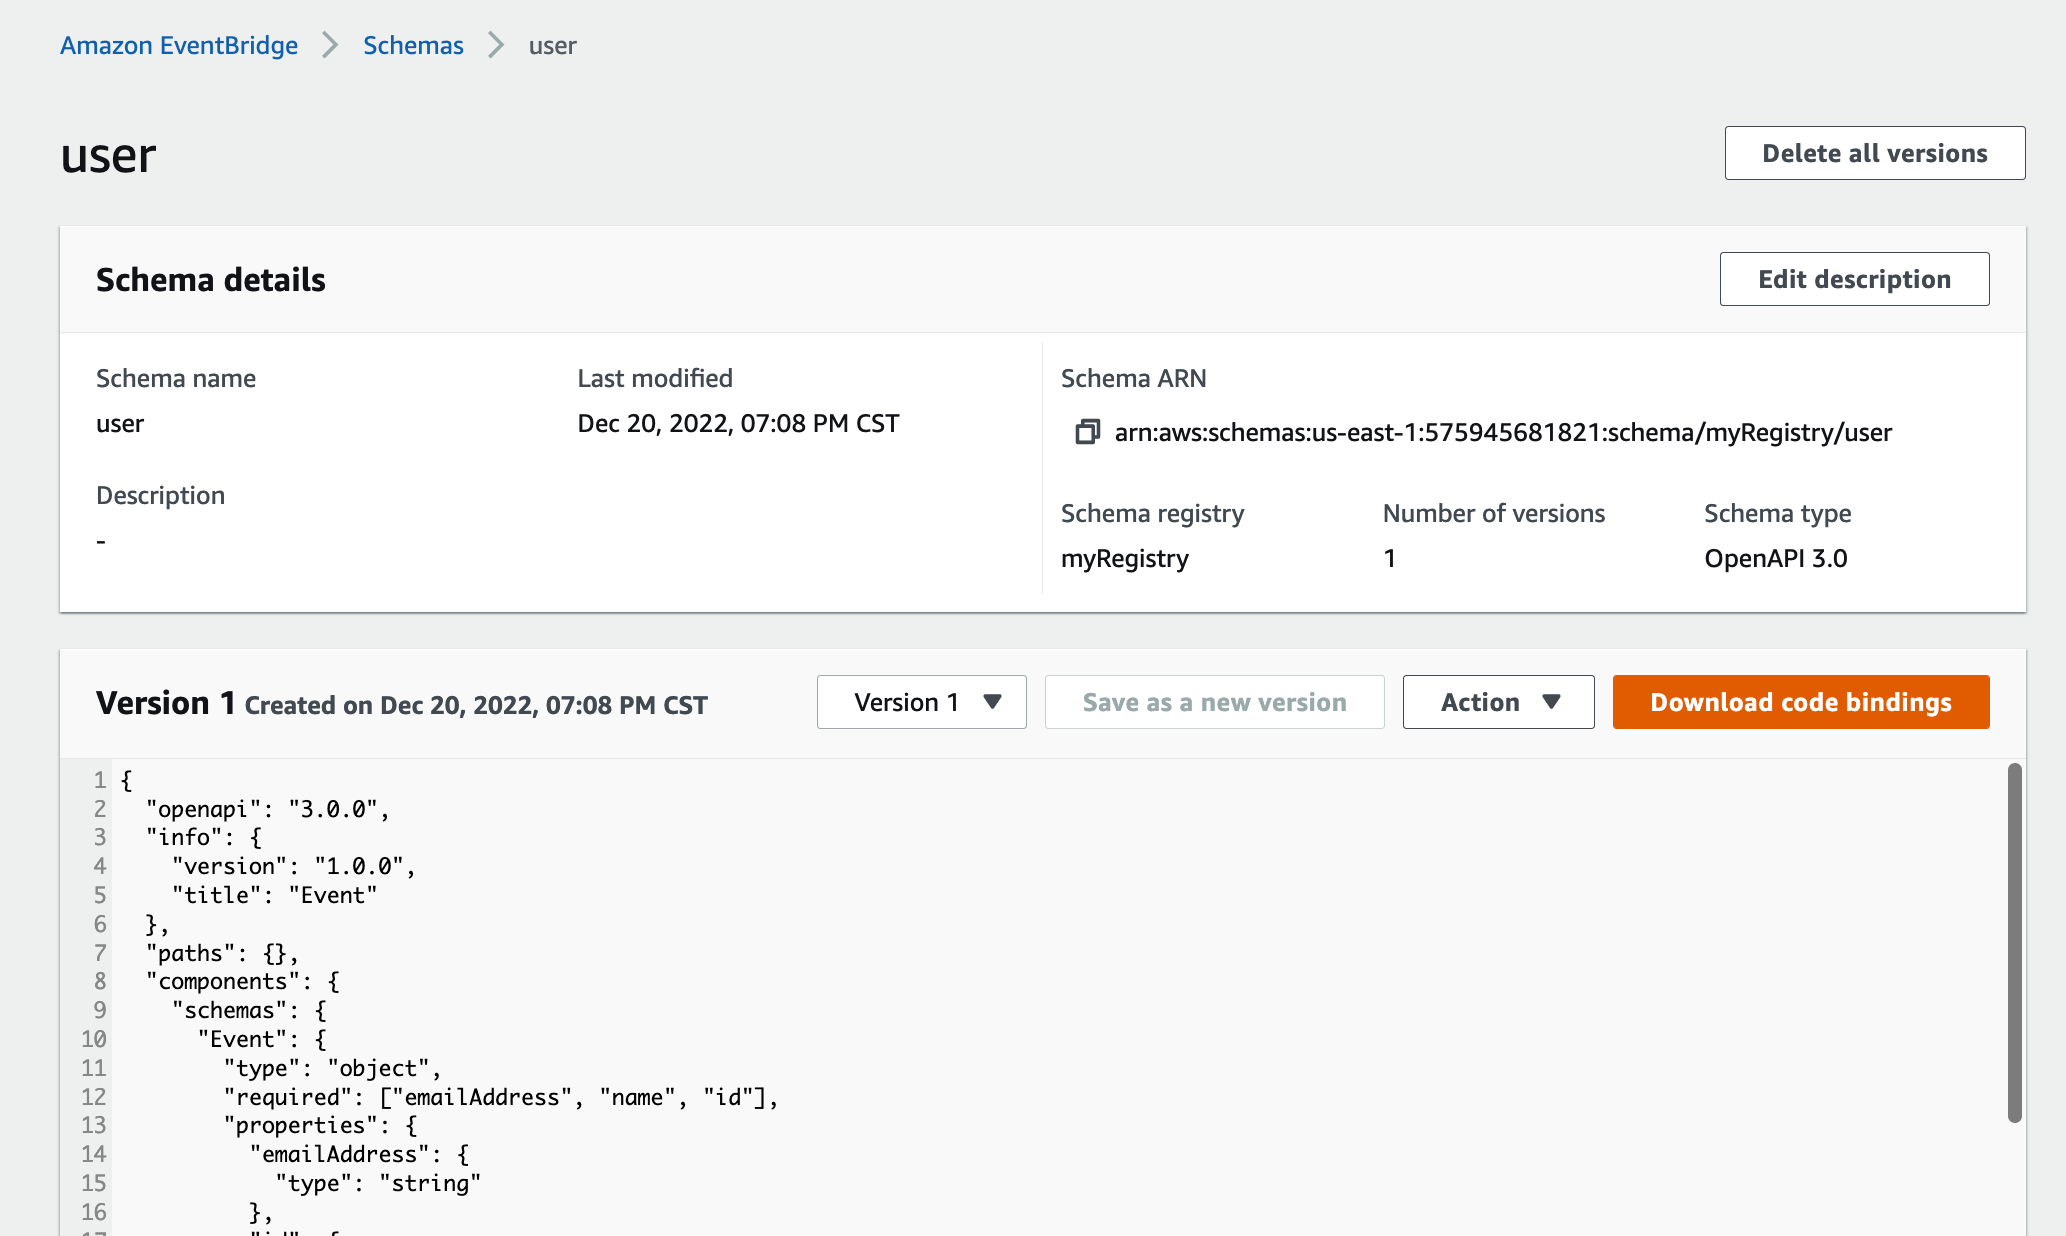 Amazon EventBridge > Schemas > user
user
Delete all versions
Schema details
Edit description
Schema name
user
Last modified
Dec 20, 2022, 07:08 PM CST
Description
-
Schema ARN
arn:aws:schemas:us-east-1:575945681821:schema/myRegistry/user
Schema registry
myRegistry
Number of versions
1
Schema type
OpenAPI 3.0
Version 1 Created on Dec 20, 2022, 07:08 PM CST
Version 1
Save as a new version
Action
Download code bindings
1 {
2   "openapi": "3.0.0",
3   "info": {
4     "version": "1.0.0",
5     "title": "Event"
6   },
7   "paths": {},
8   "components": {
9     "schemas": {
10       "Event": {
11         "type": "object",
12         "required": ["emailAddress", "name", "id"],
13         "properties": {
14           "emailAddress": {
15             "type": "string"
16           },